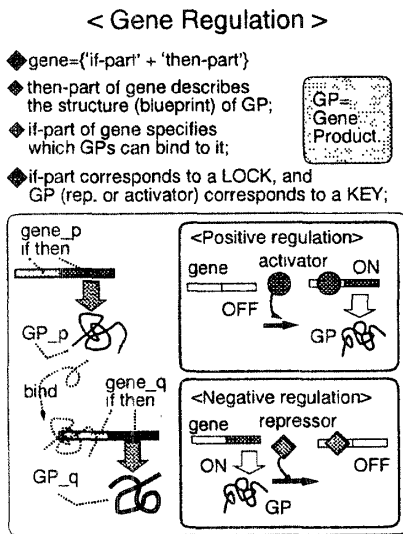 < Gene Regulation >
gene={'if-part' + 'then-part'}
then-part of gene describes
the structure (blueprint) of GP;
if-part of gene specifies
which GPs can bind to it;
if-part corresponds to a LOCK, and
GP (rep. or activator) corresponds to a KEY;
GP=
Gene
Product.
gene_p
if then
GP_p
bind
gene_q
if then
GP_q
<Positive regulation>
gene
activator
ON
OFF
GP
<Negative regulation>
gene
repressor
ON
OFF
GP